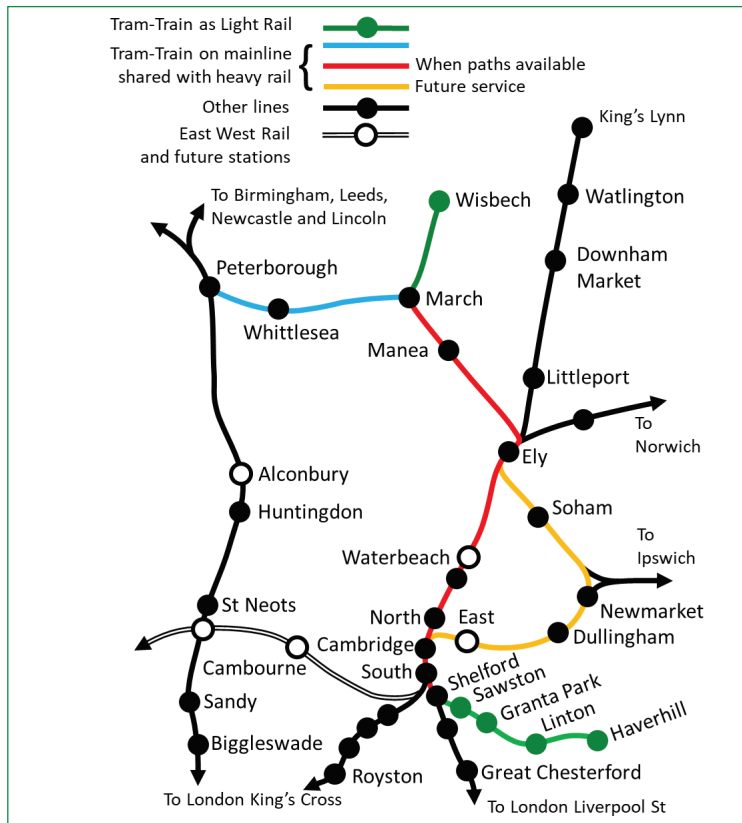 Tram-Train as Light Rail
Tram-Train on mainline
shared with heavy rail
When paths available
Future service
Other lines
East West Rail
and future stations
King's Lynn
To Birmingham, Leeds,
Newcastle and Lincoln
Wisbech
Watlington
Peterborough
Downham
Market
March
Whittlesea
Manea
Littleport
To
Norwich
Ely
Alconbury
Huntingdon
Soham
To
Ipswich
Waterbeach
St Neots
North
East
Newmarket
Dullingham
Cambridge
Cambourne
South
Shelford
Sawston
Granta Park
Linton
Haverhill
Sandy
Biggleswade
Royston
Great Chesterford
To London King's Cross
To London Liverpool St